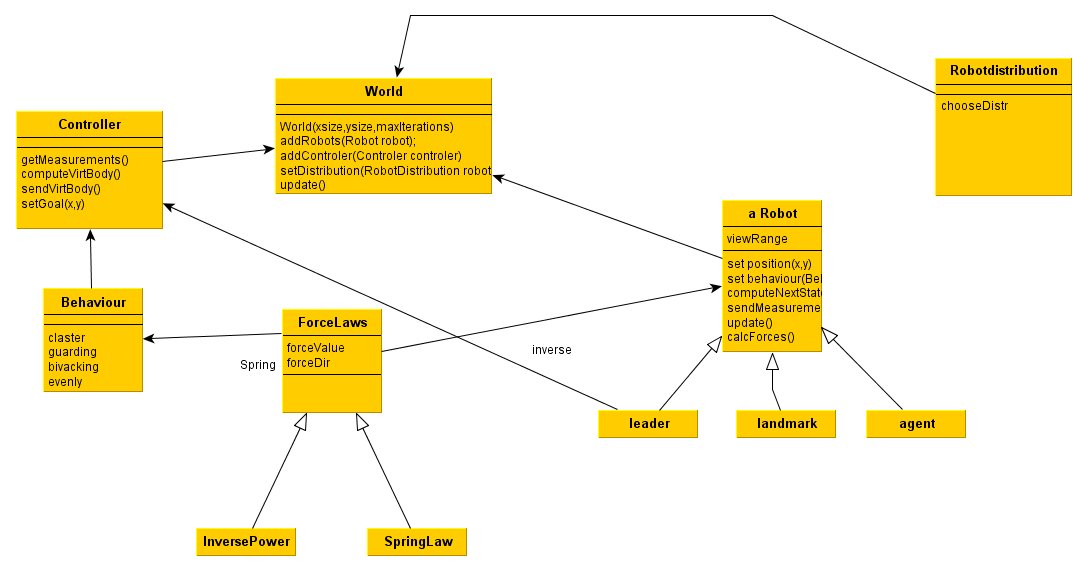 Robotdistribution
chooseDistr
World
World(xsize,ysize,maxIterations)
addRobots(Robot robot);
addControler(Controler controler)
setDistribution(RobotDistribution robot
update()
Controller
getMeasurements()
computeVirtBody()
sendVirtBody()
setGoal(x,y)
a Robot
viewRange
set position(x,y)
set behaviour(Be
computeNextState
sendMeasureme
update()
calcForces()
Behaviour
claster
guarding
bivacking
evenly
ForceLaws
forceValue
forceDir
Spring
inverse
leader
landmark
agent
InversePower
SpringLaw